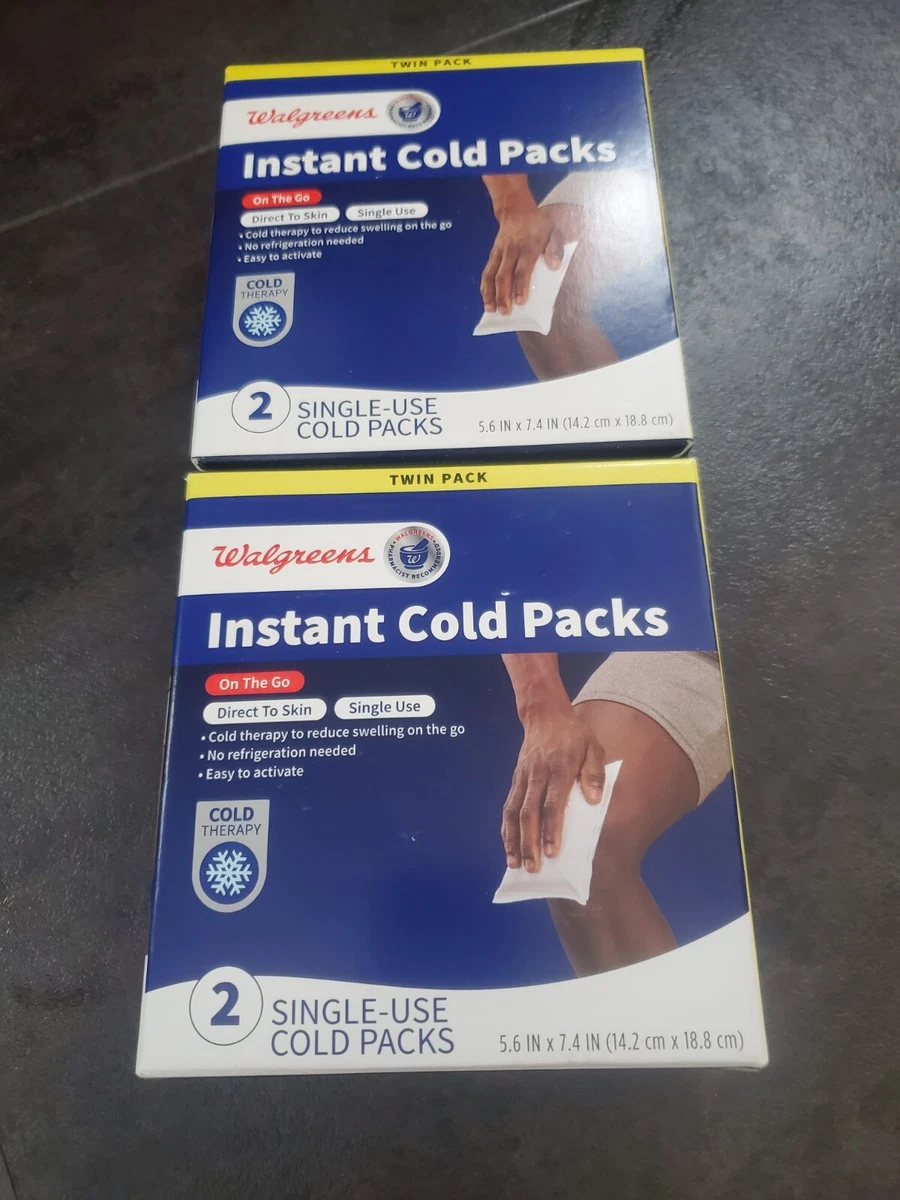 TWIN PACK
Walgreens
Instant Cold Packs
On The Go
Direct To Skin Single Use
• Cold therapy to reduce swelling on the go
• No refrigeration needed
• Easy to activate
COLD
THERAPY
2 SINGLE-USE
COLD PACKS
5.6 IN x 7.4 IN (14.2 cm x 18.8 cm)
TWIN PACK
Walgreens
WALGREENS
• PHARMACIST RECOMMENDED •
W
Instant Cold Packs
On The Go
Direct To Skin Single Use
• Cold therapy to reduce swelling on the go
• No refrigeration needed
• Easy to activate
COLD
THERAPY
2 SINGLE-USE
COLD PACKS
5.6 IN x 7.4 IN (14.2 cm x 18.8 cm)